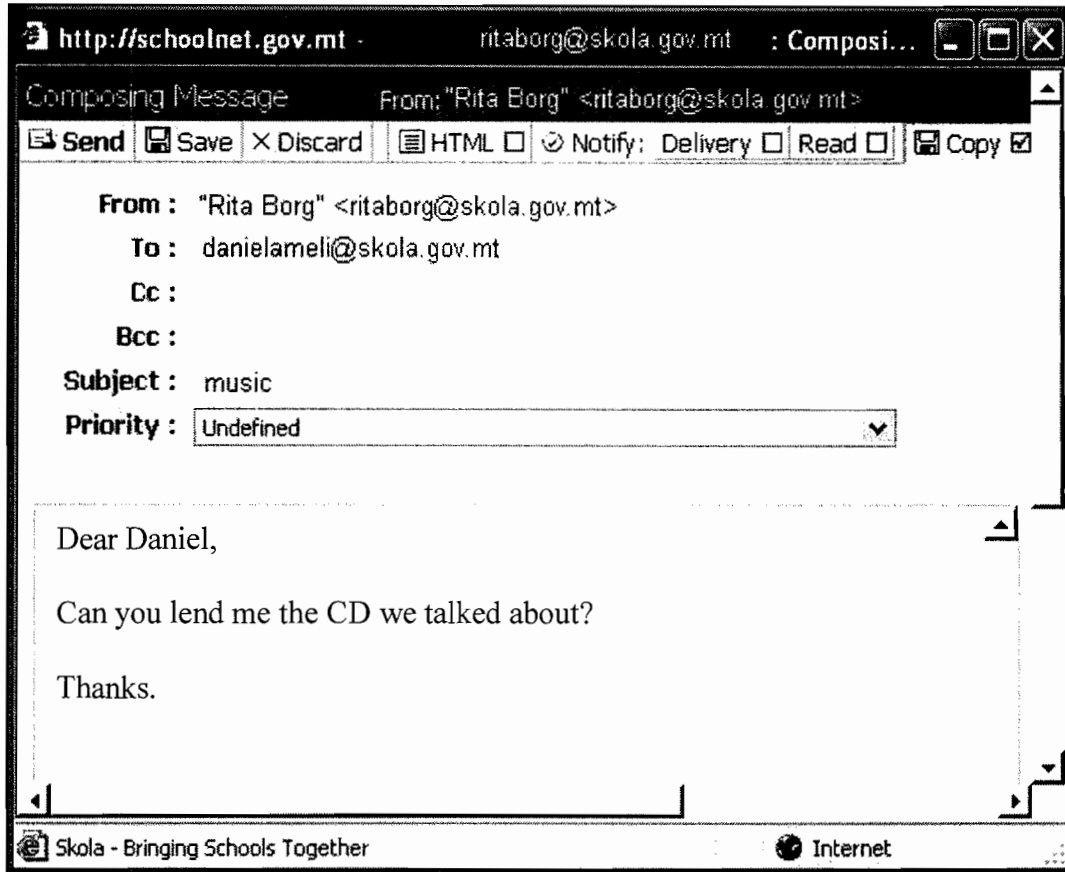 http://schoolnet.gov.mt - ritaborg@skola.gov.mt : Composi...
Composing Message From: "Rita Borg" <ritaborg@skola.gov.mt>
Send Save Discard HTML Notify: Delivery Read Copy
From : "Rita Borg" <ritaborg@skola.gov.mt>
To : danielameli@skola.gov.mt
Cc :
Bcc :
Subject : music
Priority : Undefined
Dear Daniel,
Can you lend me the CD we talked about?
Thanks.
Skola - Bringing Schools Together Internet